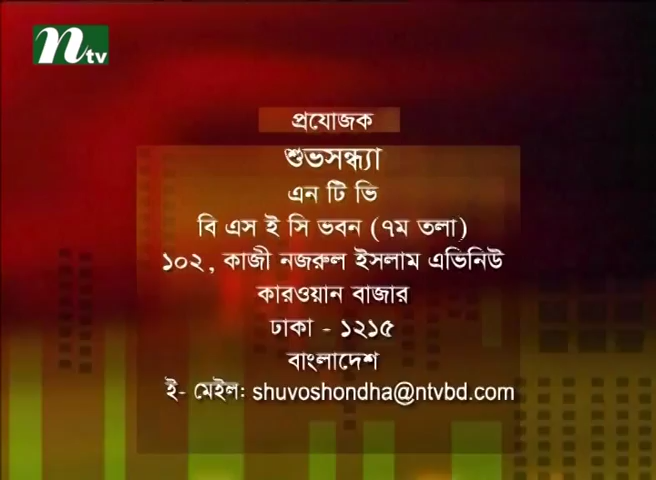 ntv
প্রযোজক
শুভসন্ধ্যা
এন টি ভি
বি এস ই সি ভবন (৭ম তলা)
১০২, কাজী নজরুল ইসলাম এভিনিউ
কারওয়ান বাজার
ঢাকা - ১২১৫
বাংলাদেশ
ই- মেইল: shuvoshondha@ntvbd.com